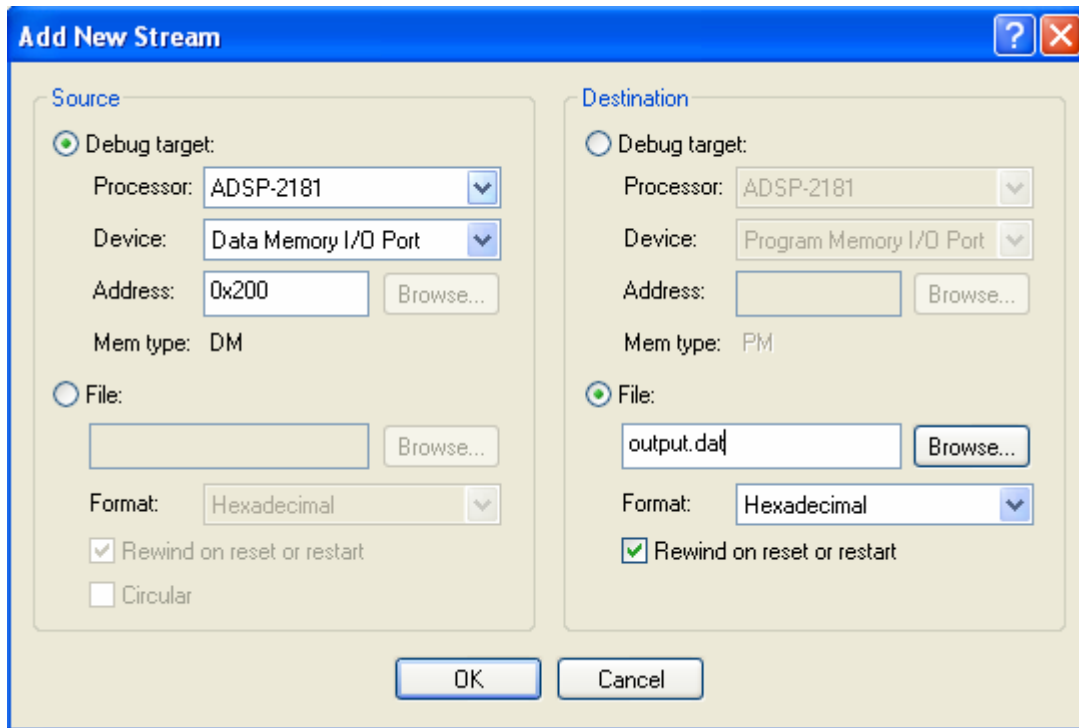 Add New Stream
Source
Debug target:
Processor: ADSP-2181
Device: Data Memory I/O Port
Address: 0x200 Browse...
Mem type: DM
File:
Browse...
Format: Hexadecimal
Rewind on reset or restart
Circular
Destination
Debug target:
Processor: ADSP-2181
Device: Program Memory I/O Port
Address: Browse...
Mem type: PM
File:
output.dat Browse...
Format: Hexadecimal
Rewind on reset or restart
OK Cancel